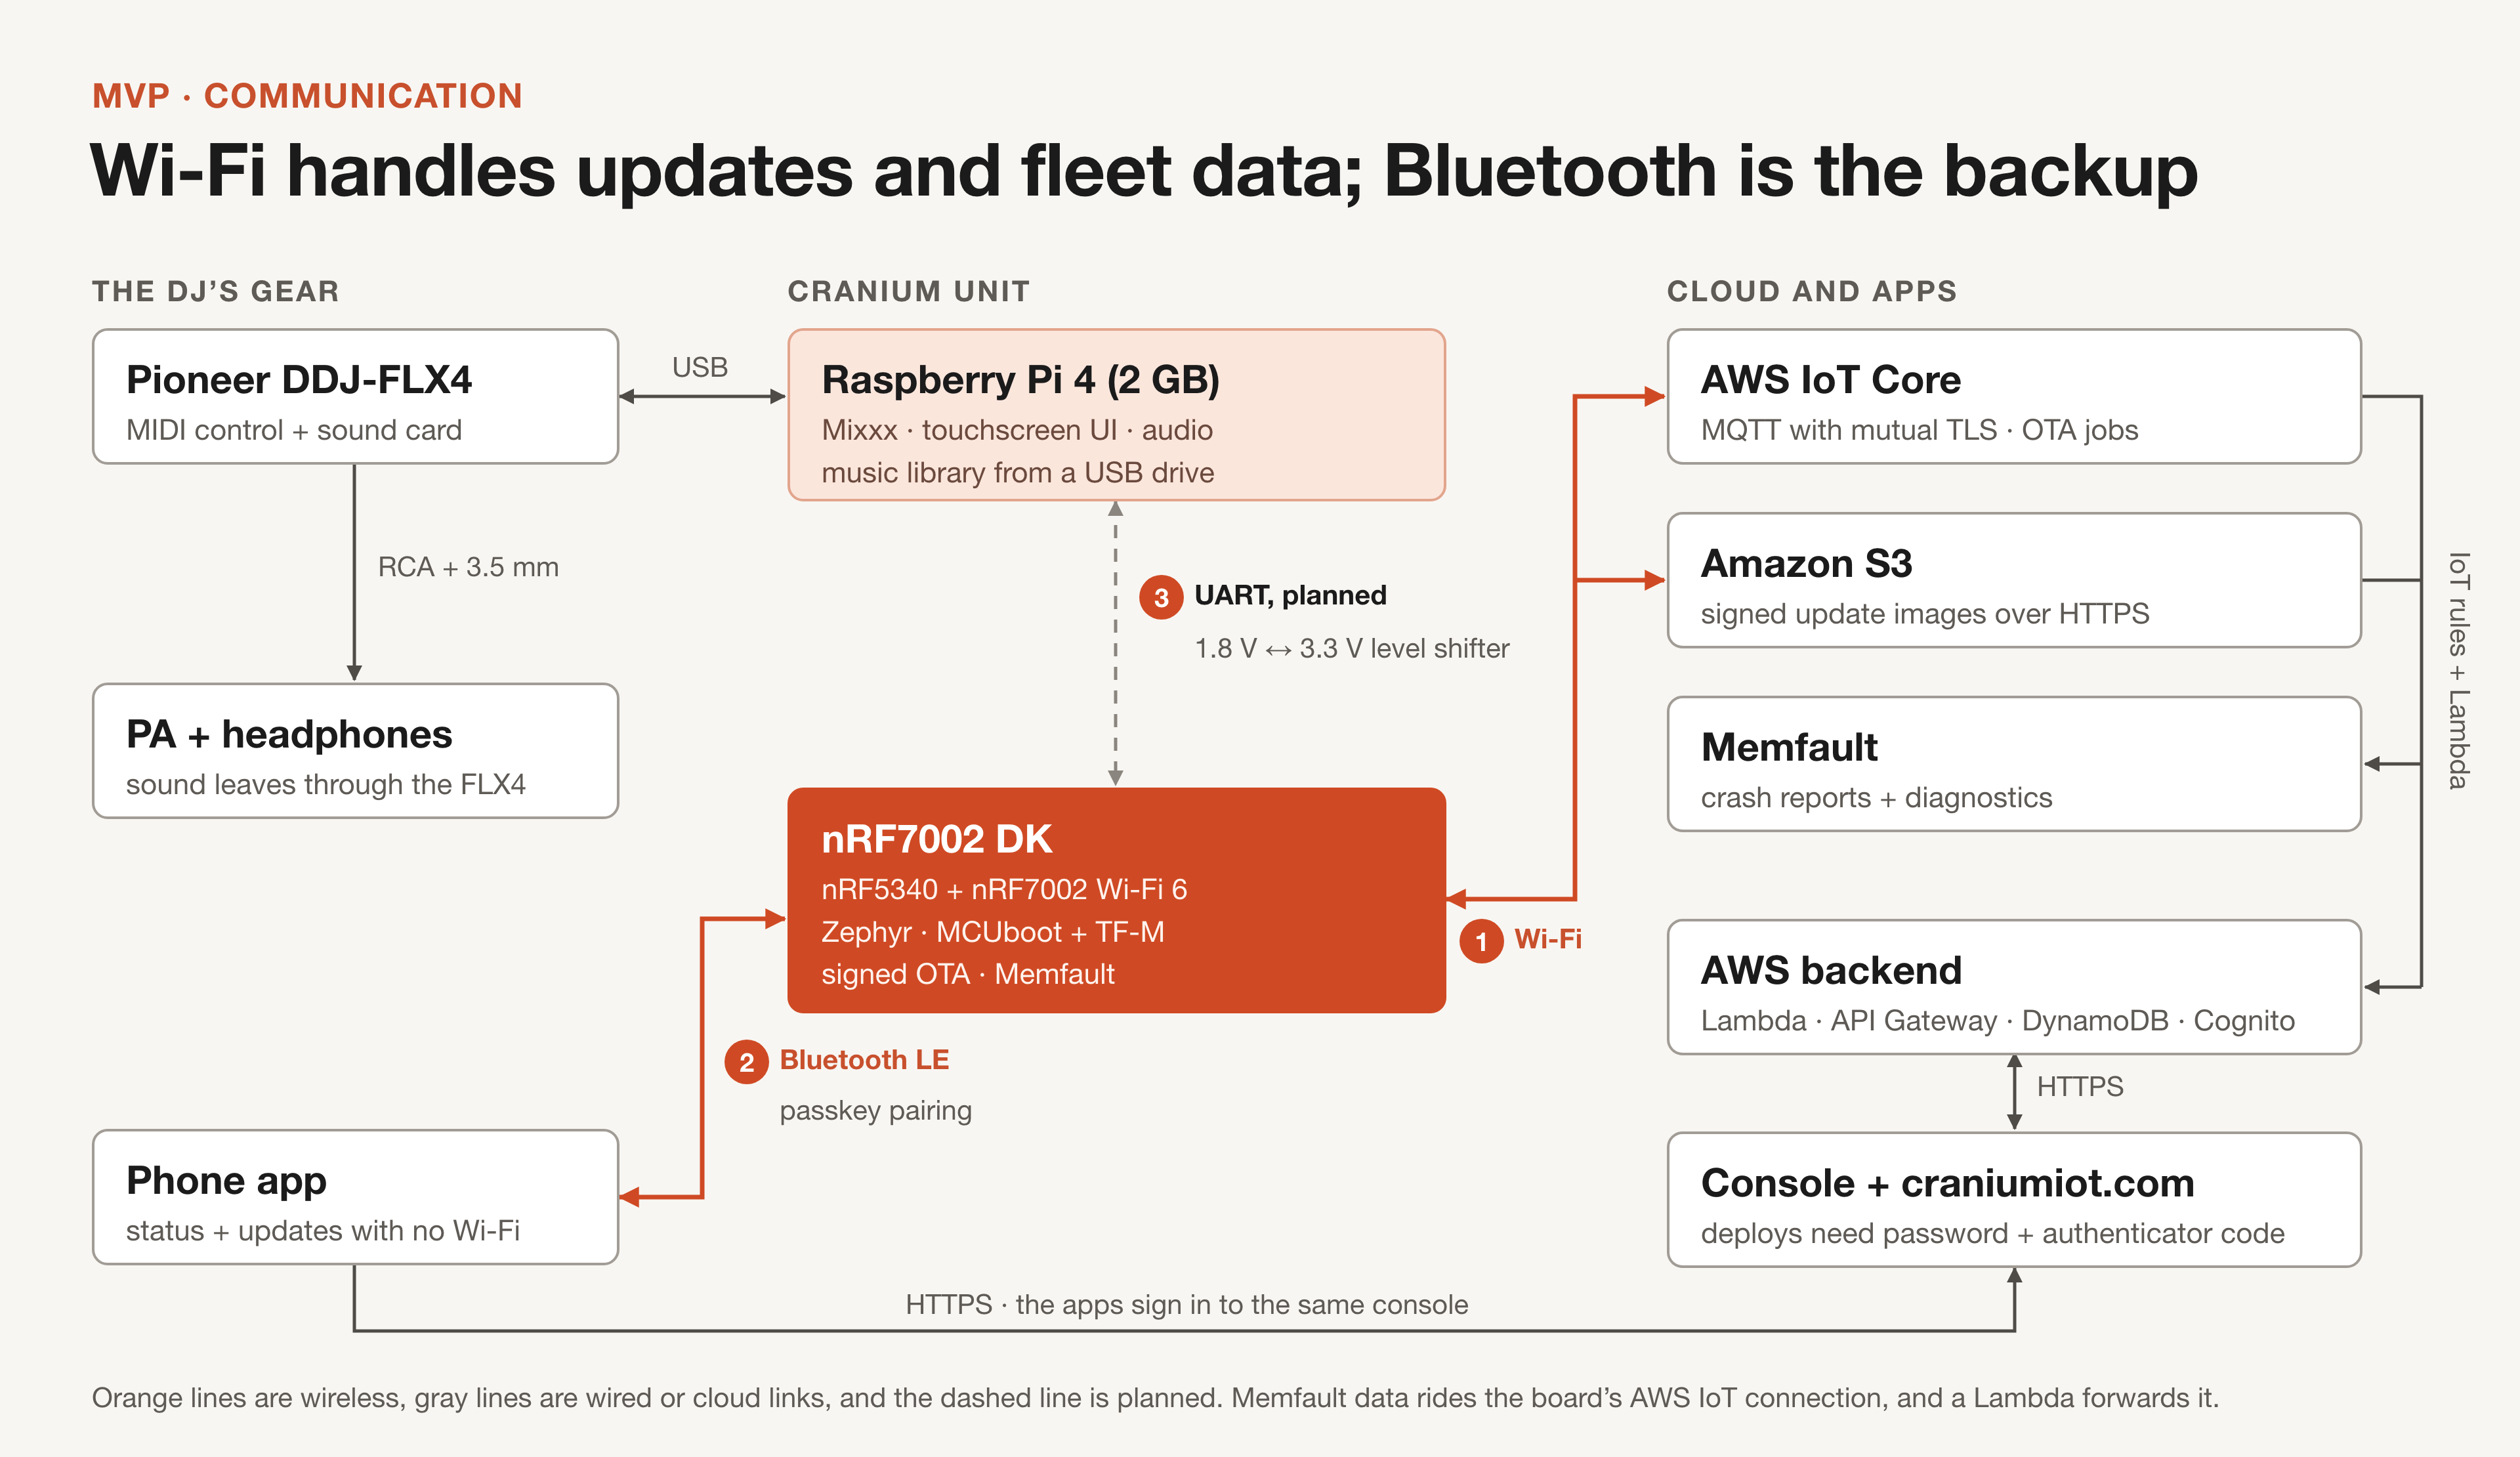 MVP · COMMUNICATION
Wi-Fi handles updates and fleet data; Bluetooth is the backup
THE DJ’S GEAR
Pioneer DDJ-FLX4
MIDI control + sound card
USB
RCA + 3.5 mm
PA + headphones
sound leaves through the FLX4
Phone app
status + updates with no Wi-Fi
CRANIUM UNIT
Raspberry Pi 4 (2 GB)
Mixxx · touchscreen UI · audio
music library from a USB drive
3 UART, planned
1.8 V ↔ 3.3 V level shifter
nRF7002 DK
nRF5340 + nRF7002 Wi-Fi 6
Zephyr · MCUboot + TF-M
signed OTA · Memfault
1 Wi-Fi
2 Bluetooth LE
passkey pairing
CLOUD AND APPS
AWS IoT Core
MQTT with mutual TLS · OTA jobs
Amazon S3
signed update images over HTTPS
Memfault
crash reports + diagnostics
IoT rules + Lambda
AWS backend
Lambda · API Gateway · DynamoDB · Cognito
HTTPS
Console + craniumiot.com
deploys need password + authenticator code
HTTPS · the apps sign in to the same console
Orange lines are wireless, gray lines are wired or cloud links, and the dashed line is planned. Memfault data rides the board’s AWS IoT connection, and a Lambda forwards it.